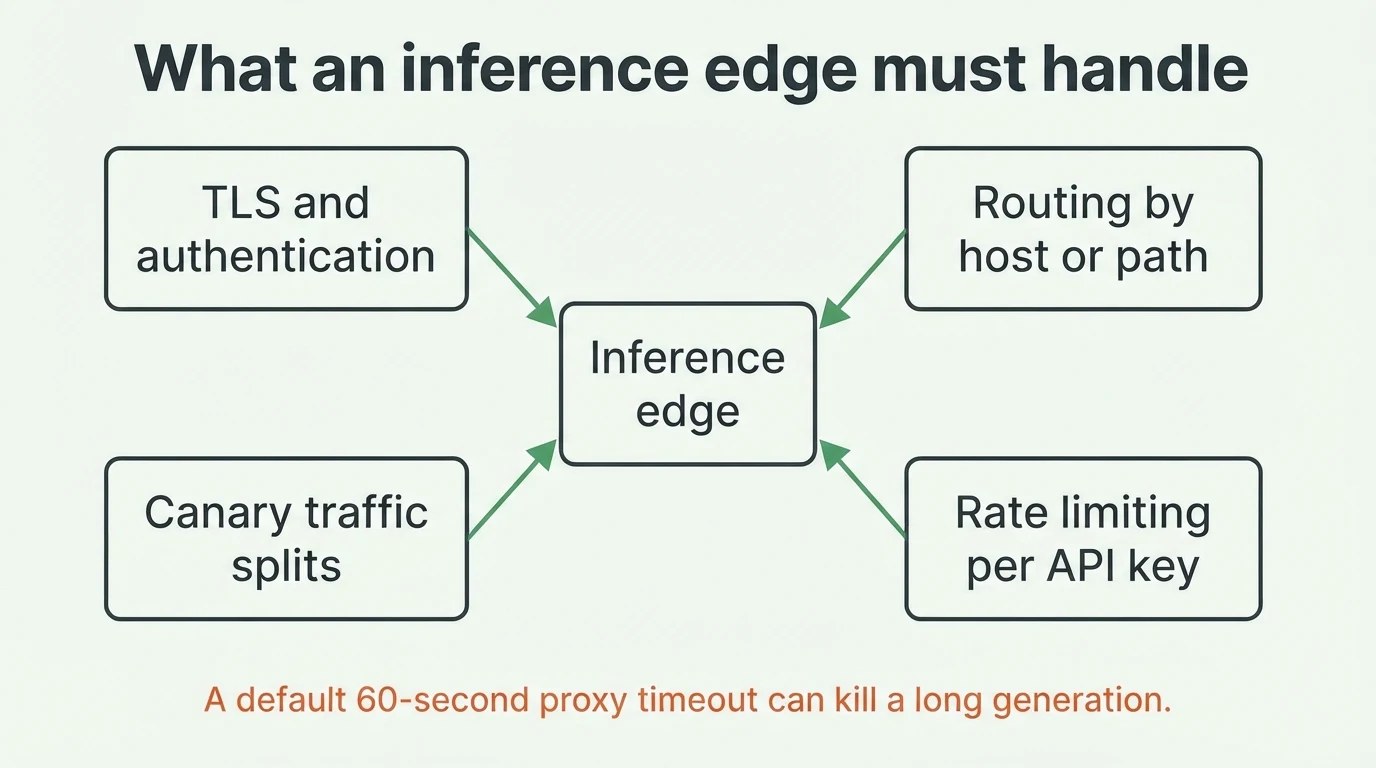 What an inference edge must handle
TLS and
authentication
Routing by
host or path
Inference
edge
Canary traffic
splits
Rate limiting
per API key
A default 60-second proxy timeout can kill a long generation.